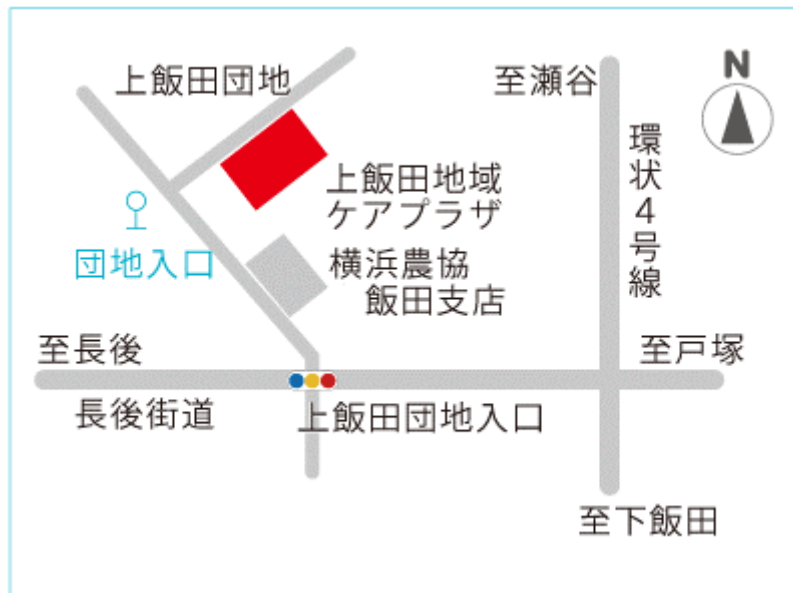 上飯田団地
至瀬谷
N
環状4号線
上飯田地域
ケアプラザ
団地入口
横浜農協
飯田支店
至長後
至戸塚
長後街道
上飯田団地入口
至下飯田